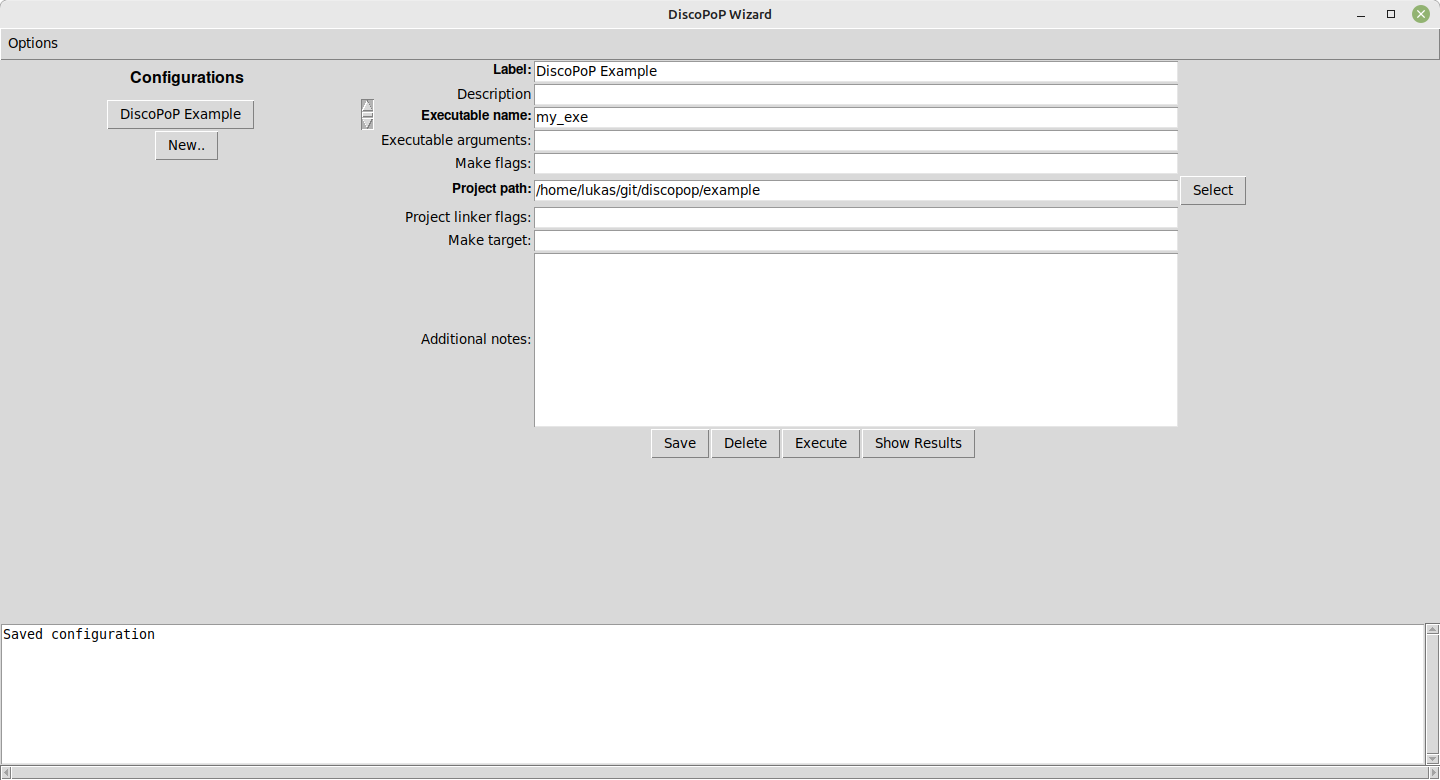 DiscoPoP Wizard
Options
Configurations
DiscoPoP Example
New..
Label: DiscoPoP Example
Description
Executable name: my_exe
Executable arguments:
Make flags:
Project path: /home/lukas/git/discopop/example Select
Project linker flags:
Make target:
Additional notes:
Save Delete Execute Show Results
Saved configuration